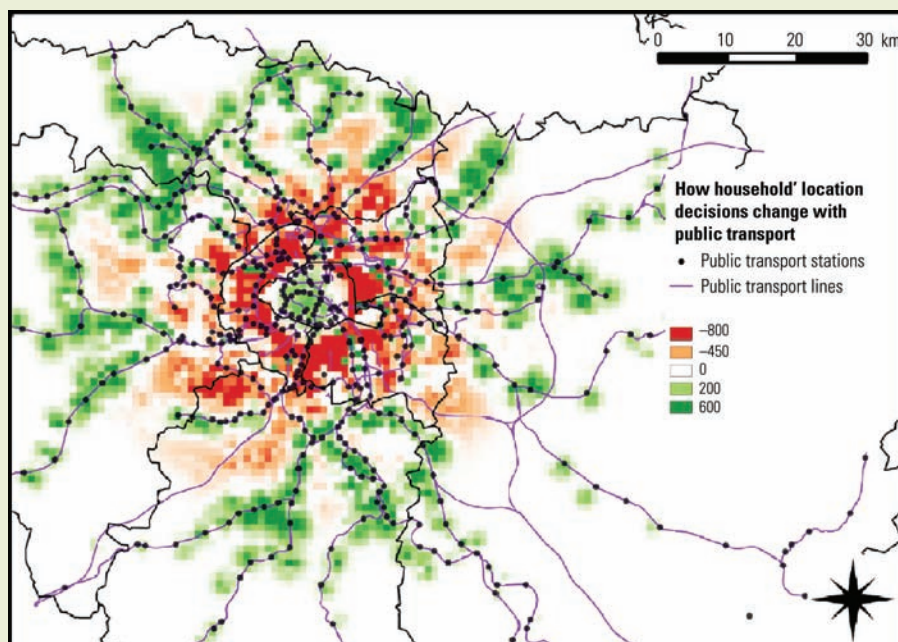 0 10 20 30 km
How household' location
decisions change with
public transport
Public transport stations
Public transport lines
–800
–450
0
200
600